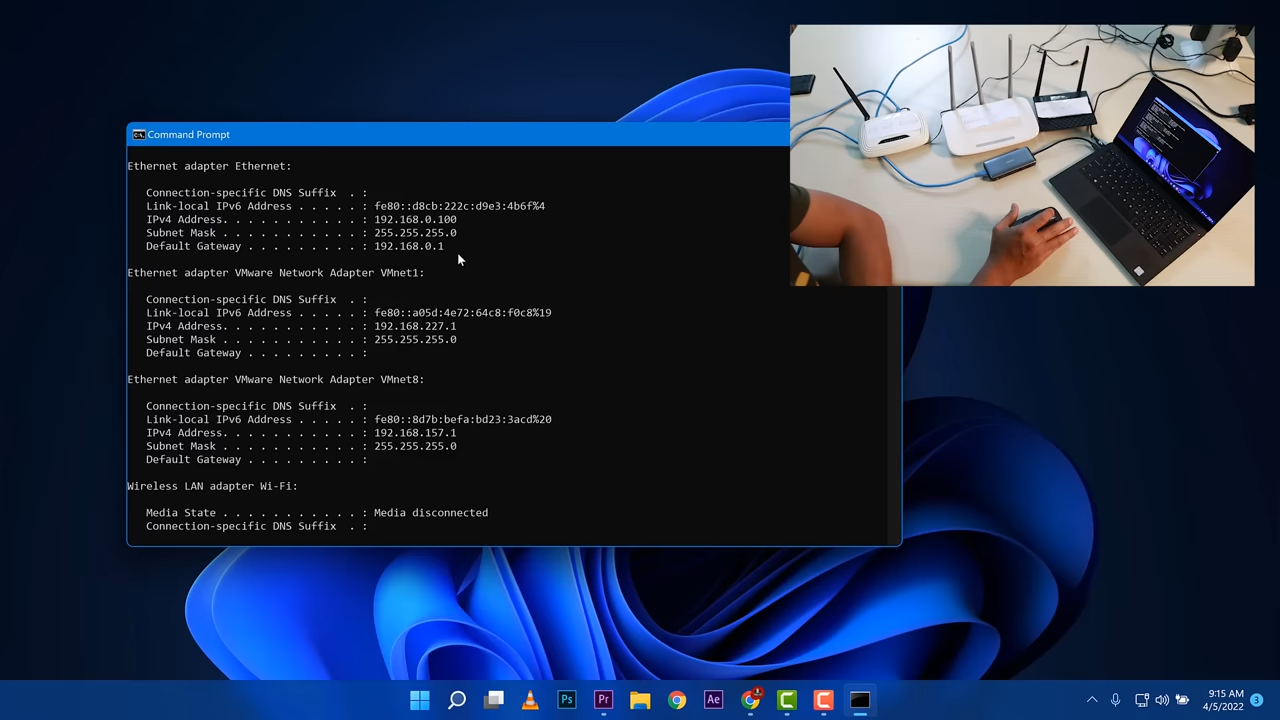 Command Prompt
Ethernet adapter Ethernet:
Connection-specific DNS Suffix . :
Link-local IPv6 Address . . . . . : fe80::d8cb:222c:d9e3:4b6f%4
IPv4 Address. . . . . . . . . . . : 192.168.0.100
Subnet Mask . . . . . . . . . . . : 255.255.255.0
Default Gateway . . . . . . . . . : 192.168.0.1
Ethernet adapter VMware Network Adapter VMnet1:
Connection-specific DNS Suffix . :
Link-local IPv6 Address . . . . . : fe80::a05d:4e72:64c8:f0c8%19
IPv4 Address. . . . . . . . . . . : 192.168.227.1
Subnet Mask . . . . . . . . . . . : 255.255.255.0
Default Gateway . . . . . . . . . :
Ethernet adapter VMware Network Adapter VMnet8:
Connection-specific DNS Suffix . :
Link-local IPv6 Address . . . . . : fe80::8d7b:befa:bd23:3acd%20
IPv4 Address. . . . . . . . . . . : 192.168.157.1
Subnet Mask . . . . . . . . . . . : 255.255.255.0
Default Gateway . . . . . . . . . :
Wireless LAN adapter Wi-Fi:
Media State . . . . . . . . . . . : Media disconnected
Connection-specific DNS Suffix . :
Ps
Pr
Ae
9:15 AM
4/5/2022
3